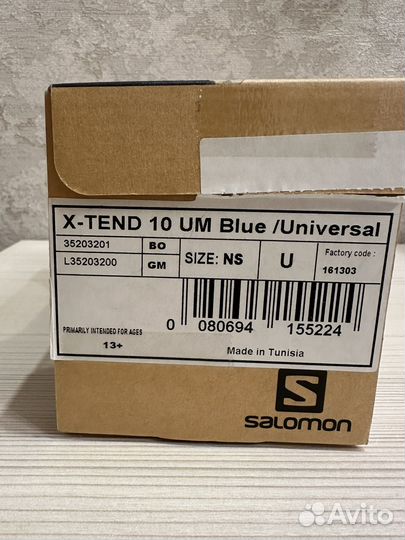 X-TEND 10 UM Blue /Universal
35203201 BO
L35203200 GM
SIZE: NS
U
Factory code :
161303
0 080694 155224
PRIMARILY INTENDED FOR AGES
13+
Made in Tunisia
S
salomon
Avito